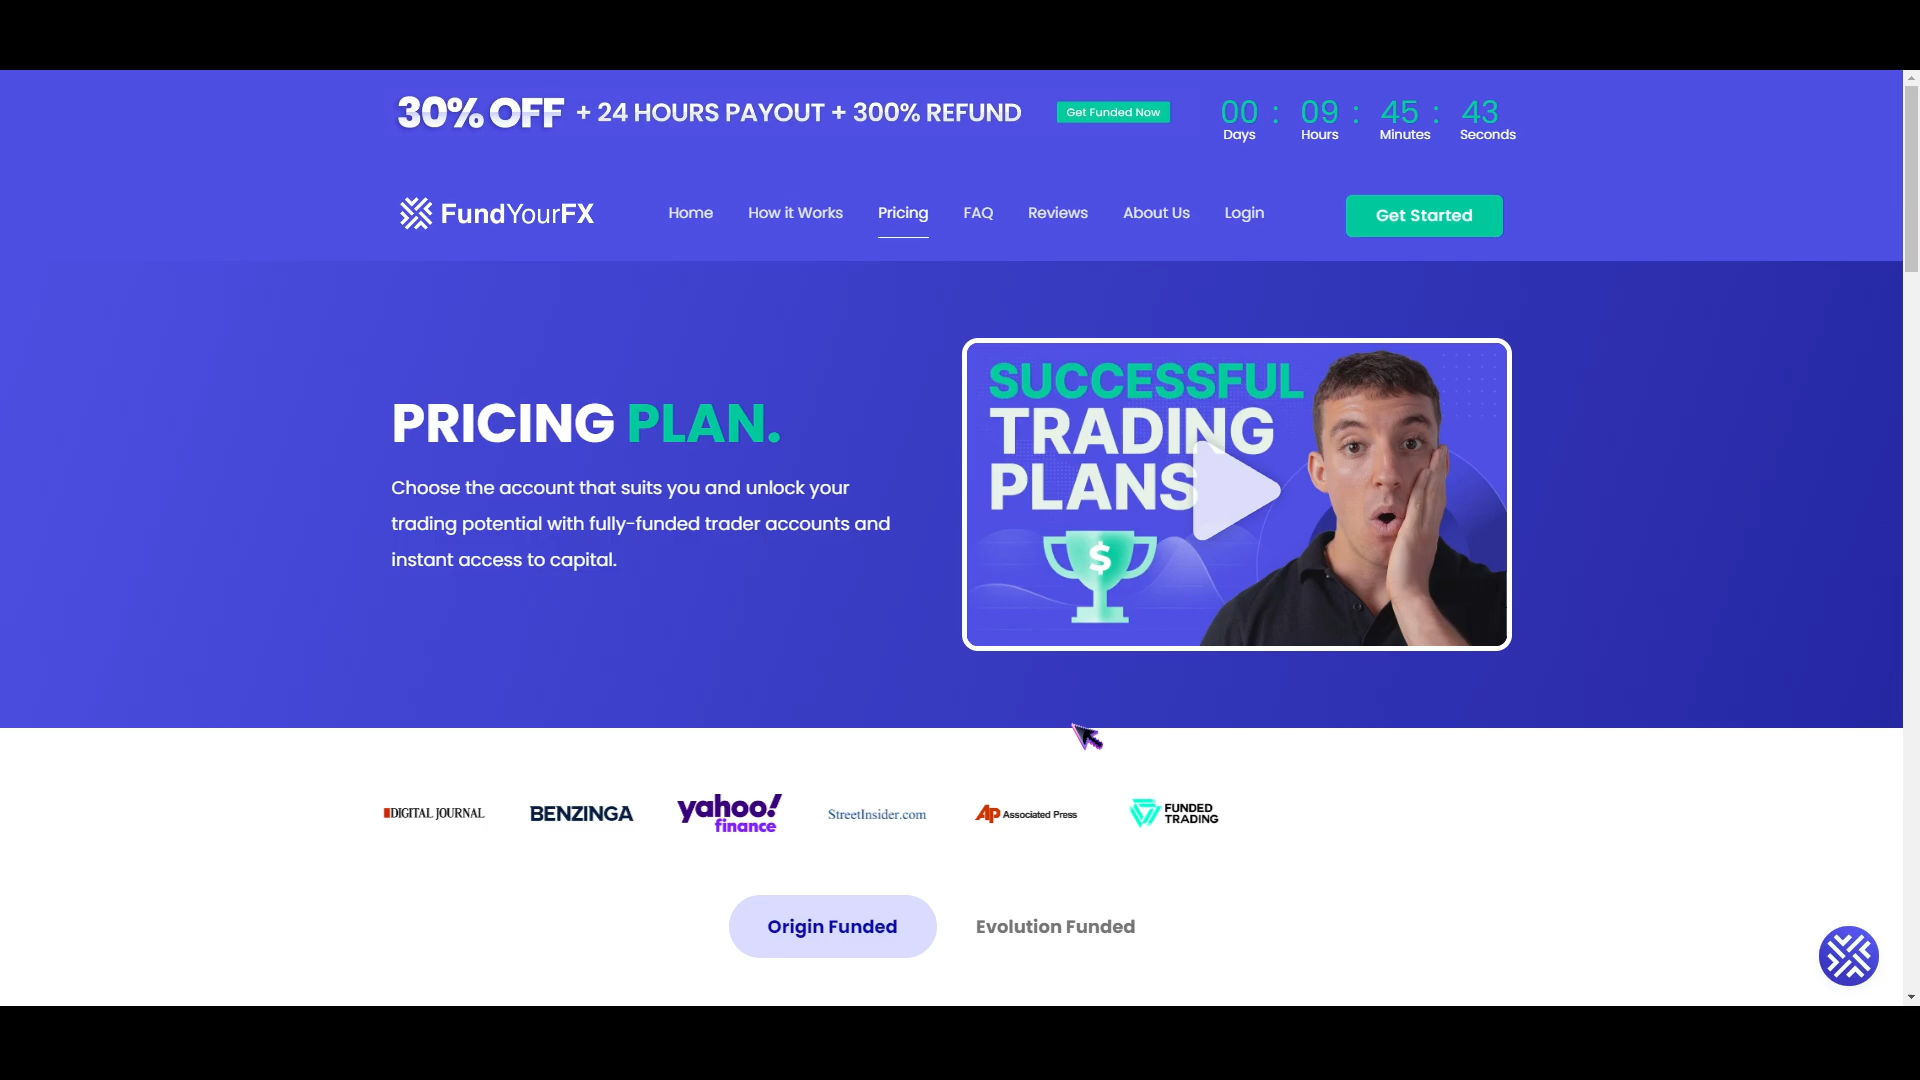 30% OFF + 24 HOURS PAYOUT + 300% REFUND
Get Funded Now
00 : 09 : 45 : 43
Days Hours Minutes Seconds
FundYourFX
Home How it Works Pricing FAQ Reviews About Us Login
Get Started
PRICING PLAN.
Choose the account that suits you and unlock your
trading potential with fully-funded trader accounts and
instant access to capital.
SUCCESSFUL
TRADING
PLANS
$
DIGITAL JOURNAL
BENZINGA
yahoo!
finance
StreetInsider.com
AP Associated Press
FUNDED
TRADING
Origin Funded
Evolution Funded